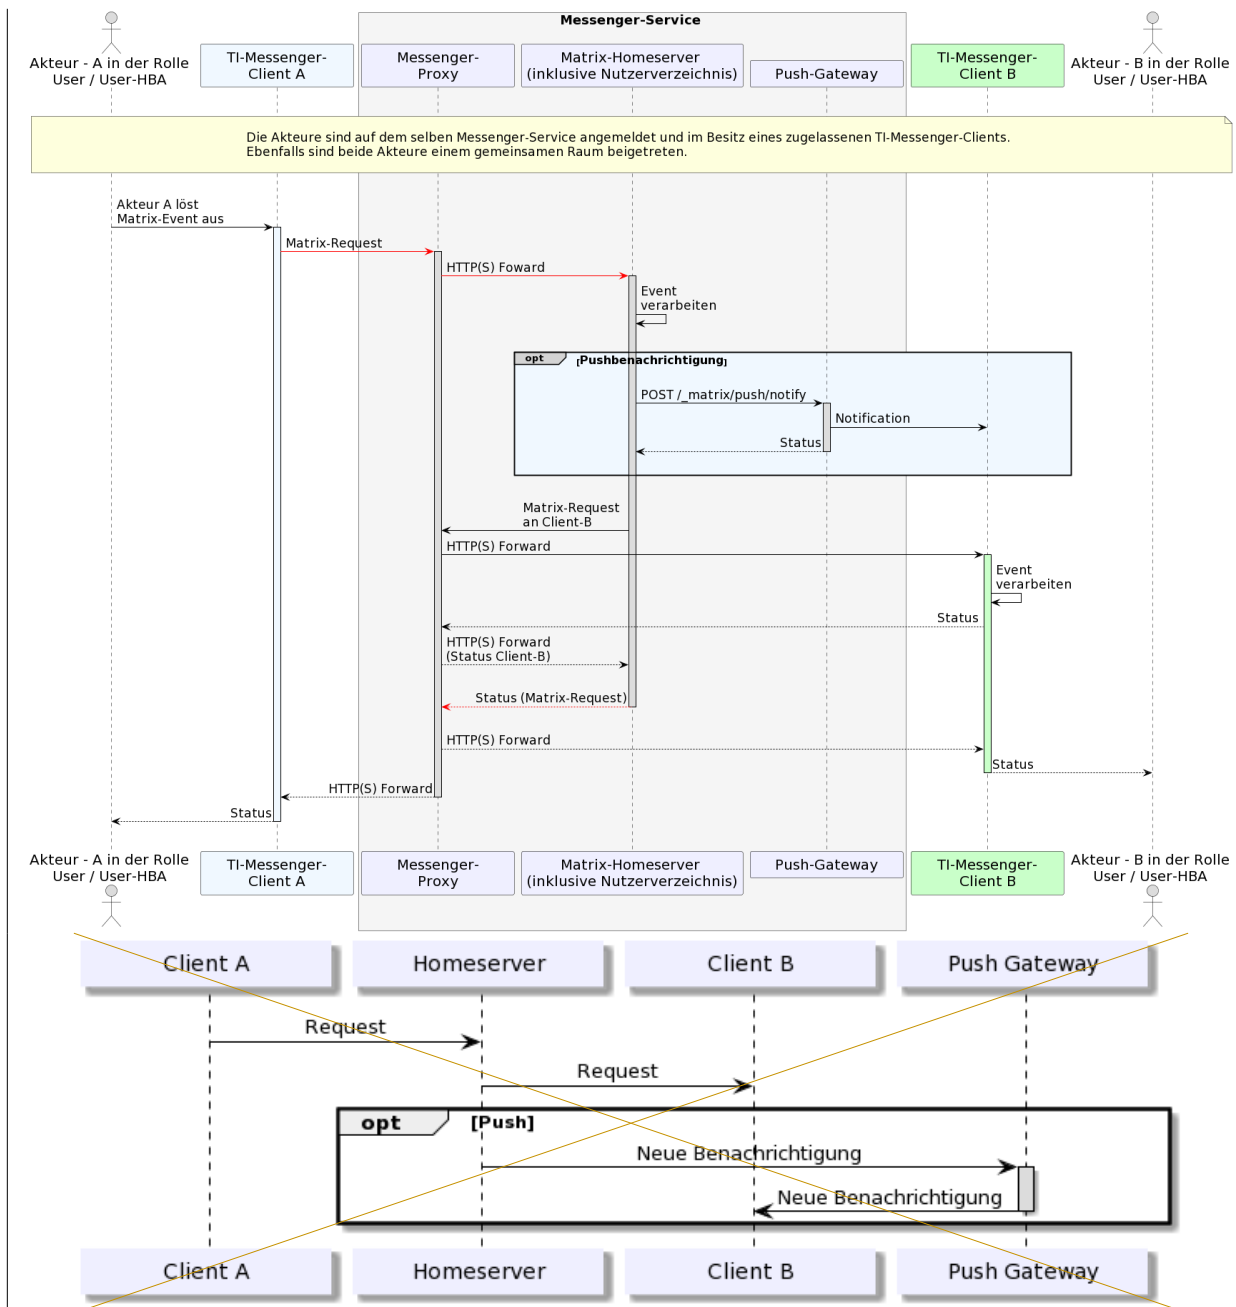 Messenger-Service
Akteur - A in der Rolle
User / User-HBA
TI-Messenger-
Client A
Messenger-
Proxy
Matrix-Homeserver
(inklusive Nutzerverzeichnis)
Push-Gateway
TI-Messenger-
Client B
Akteur - B in der Rolle
User / User-HBA
Die Akteure sind auf dem selben Messenger-Service angemeldet und im Besitz eines zugelassenen TI-Messenger-Clients.
Ebenfalls sind beide Akteure einem gemeinsamen Raum beigetreten.
Akteur A löst
Matrix-Event aus
Matrix-Request
HTTP(S) Foward
Event
verarbeiten
opt
[Pushbenachrichtigung]
POST /_matrix/push/notify
Notification
Status
Matrix-Request
an Client-B
HTTP(S) Forward
Event
verarbeiten
Status
HTTP(S) Forward
(Status Client-B)
Status (Matrix-Request)
HTTP(S) Forward
Status
HTTP(S) Forward
Status
Akteur - A in der Rolle
User / User-HBA
TI-Messenger-
Client A
Messenger-
Proxy
Matrix-Homeserver
(inklusive Nutzerverzeichnis)
Push-Gateway
TI-Messenger-
Client B
Akteur - B in der Rolle
User / User-HBA
Client A
Homeserver
Client B
Push Gateway
Request
Request
opt
[Push]
Neue Benachrichtigung
Neue Benachrichtigung
Client A
Homeserver
Client B
Push Gateway